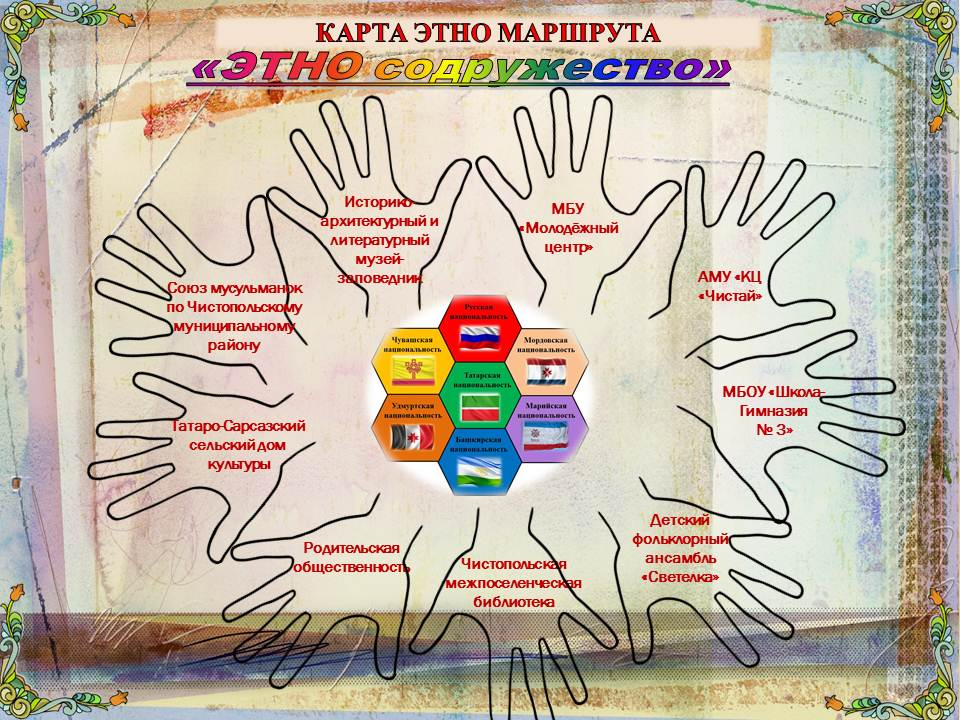 КАРТА ЭТНО МАРШРУТА
«ЭТНО содружество»
Историко-
архитектурный и
литературный
музей-
заповедник
МБУ
«Молодёжный
центр»
АМУ «КЦ
«Чистай»
Союз мусульманок
по Чистопольскому
муниципальному
району
Русская
национальность
Чувашская
национальность
Мордовская
национальность
Татарская
национальность
Удмуртская
национальность
Марийская
национальность
Башкирская
национальность
МБОУ «Школа-
Гимназия
№ 3»
Татаро-Сарсазский
сельский дом
культуры
Детский
фольклорный
ансамбль
«Светелка»
Родительская
общественность
Чистопольская
межпоселенческая
библиотека